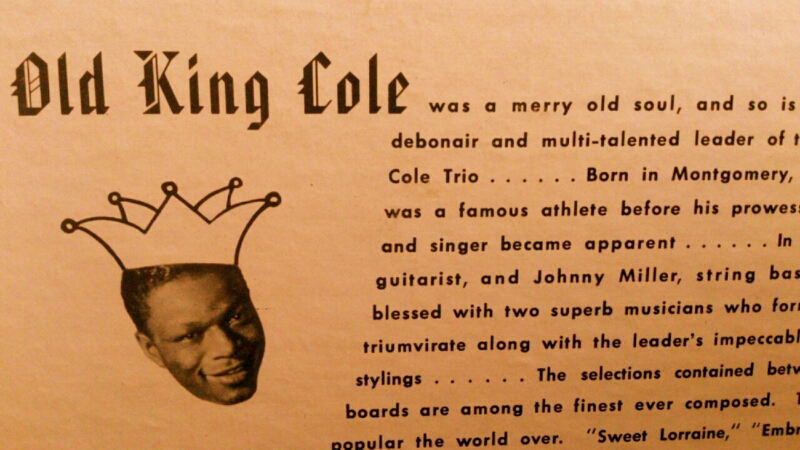 Old King Cole was a merry old soul, and so is
debonair and multi-talented leader of
Cole Trio . . . . . . Born in Montgomery,
was a famous athlete before his
and singer became apparent . . . . . . In
guitarist, and Johnny Miller, string
blessed with two superb musicians who
triumvirate along with the leader's
stylings . . . . . . The selections contained
boards are among the finest ever composed.
popular the world over. "Sweet Lorraine,"